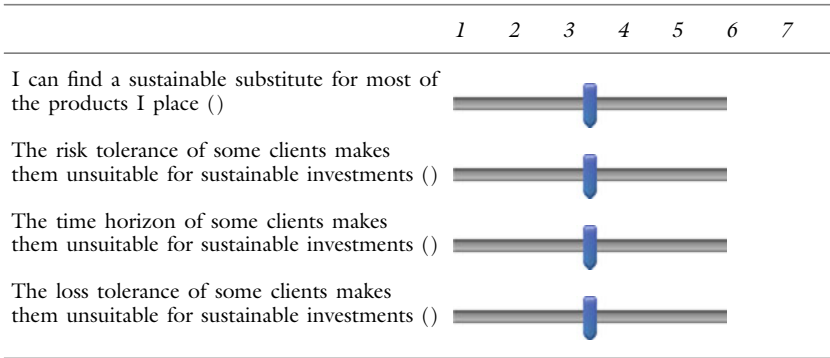 1 2 3 4 5 6 7
I can find a sustainable substitute for most of
the products I place ()
The risk tolerance of some clients makes
them unsuitable for sustainable investments ()
The time horizon of some clients makes
them unsuitable for sustainable investments ()
The loss tolerance of some clients makes
them unsuitable for sustainable investments ()